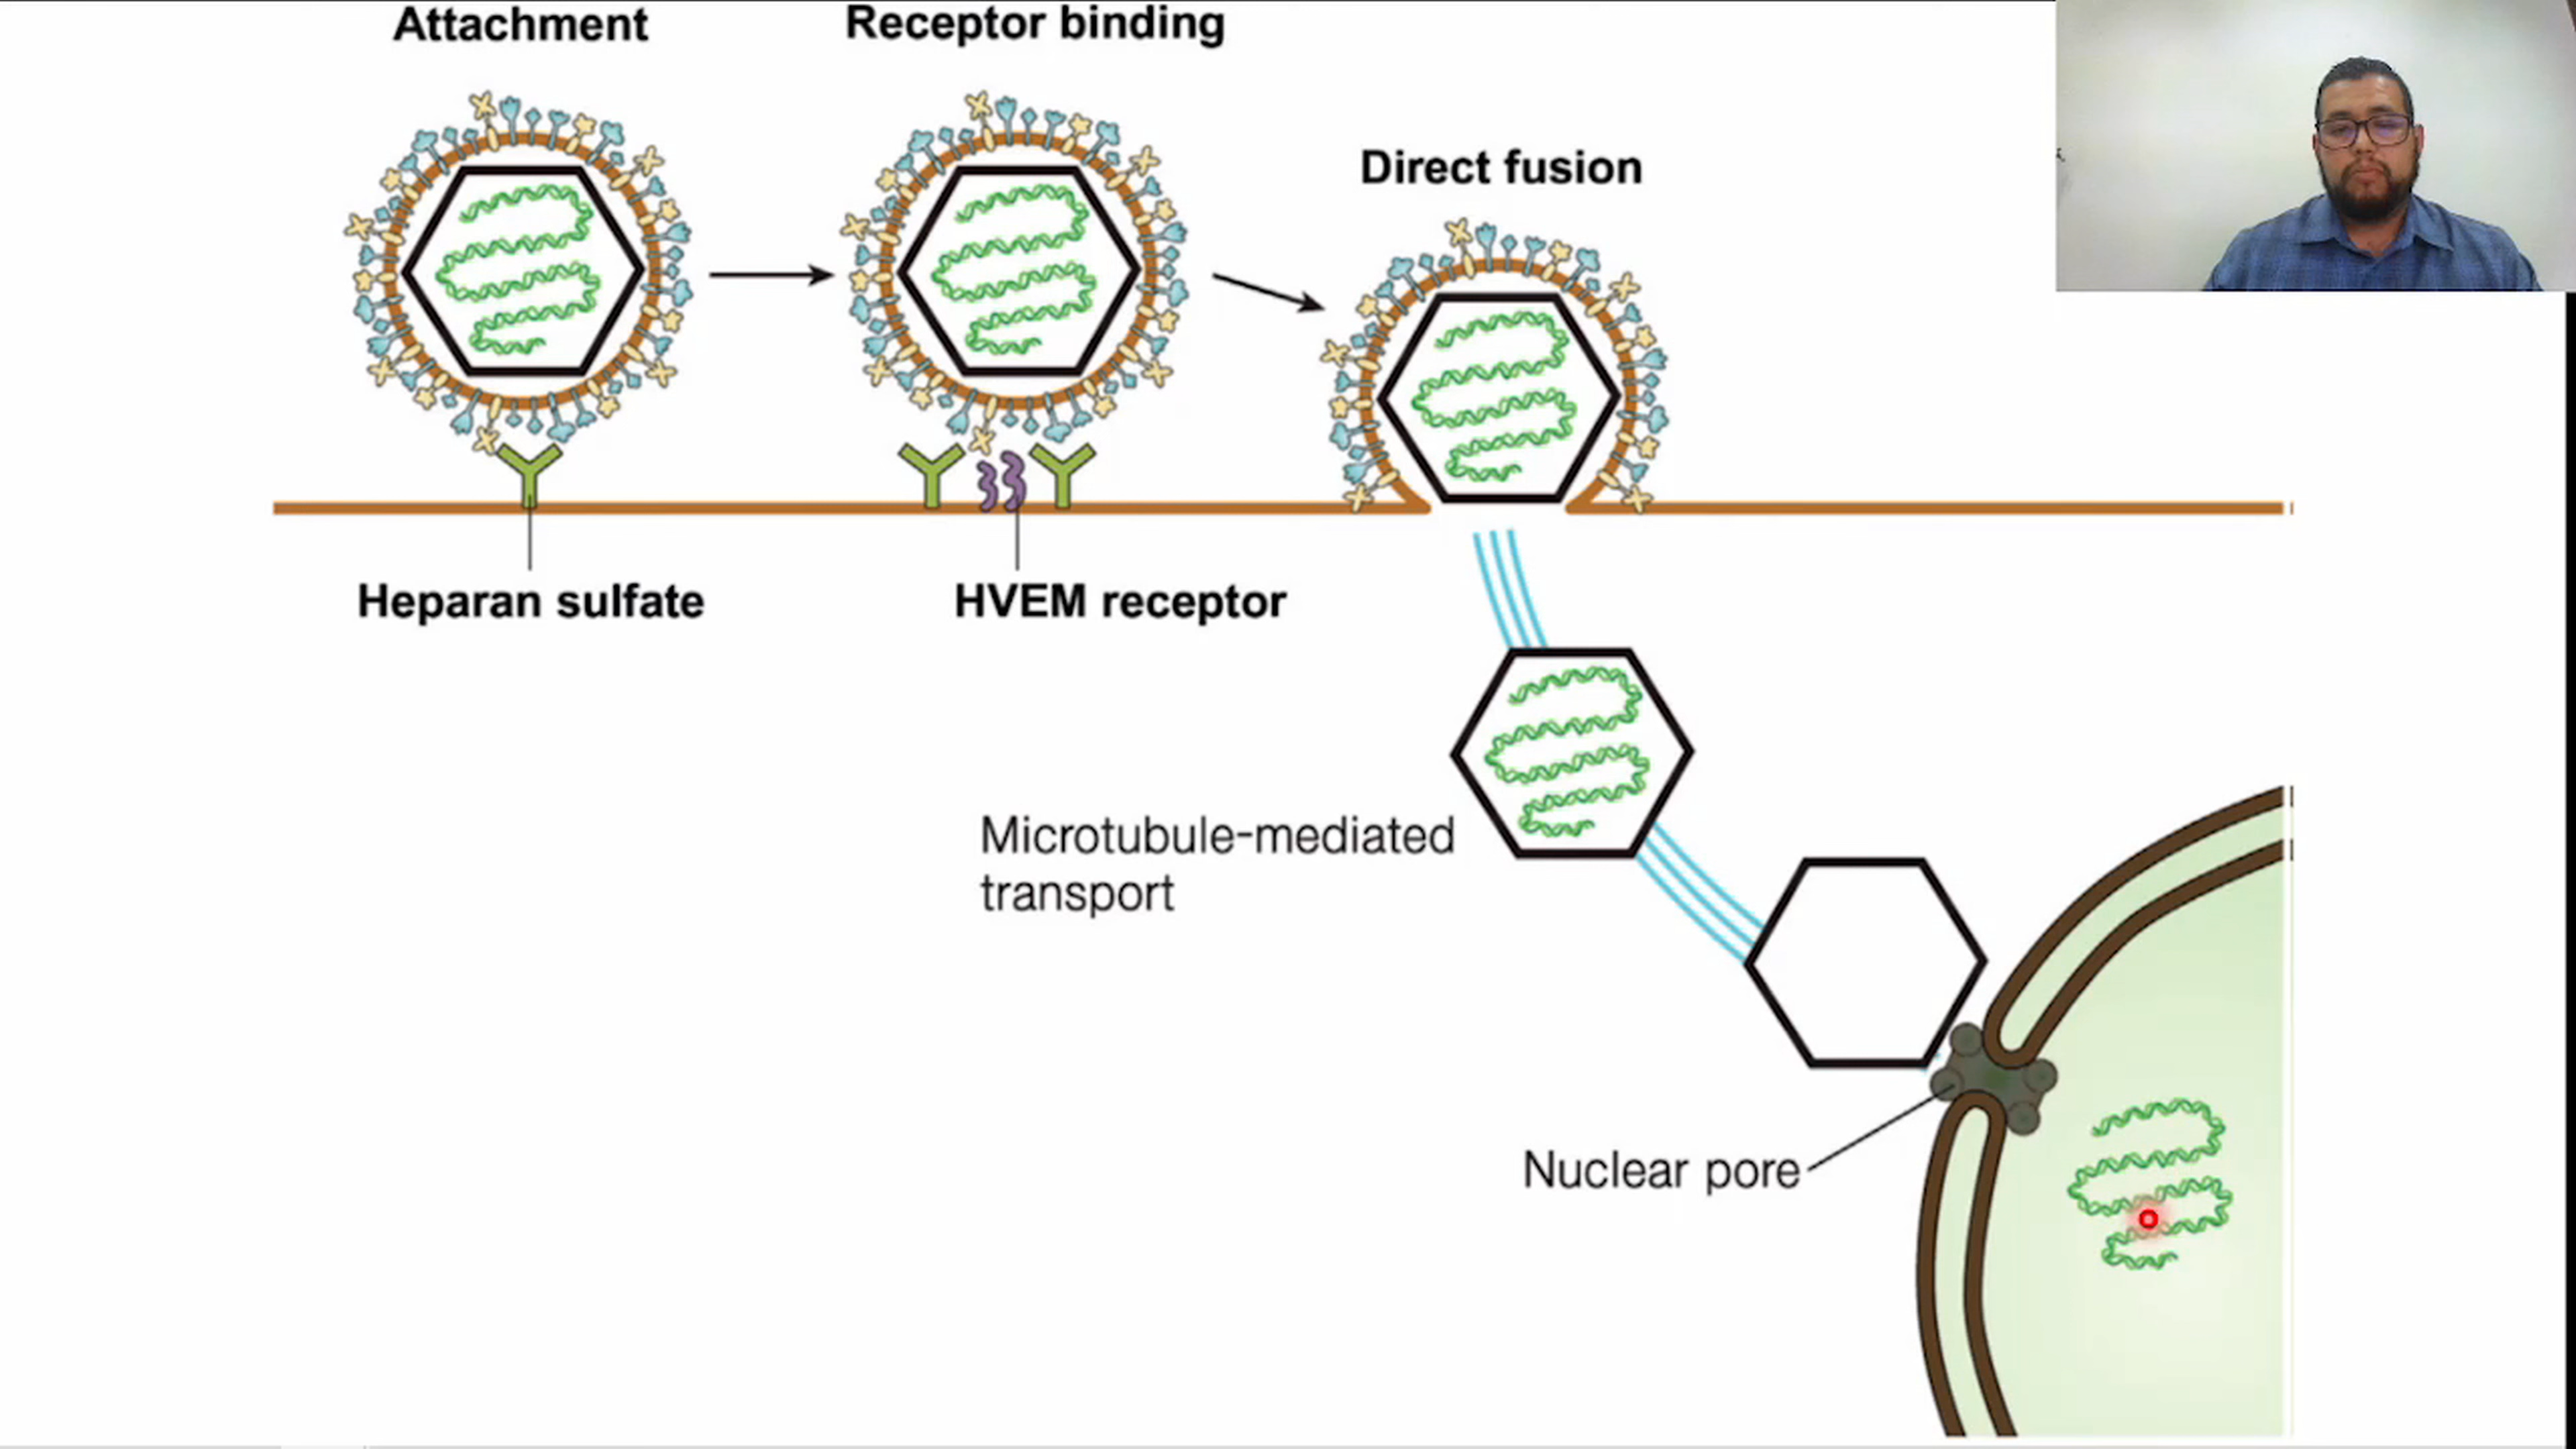 Attachment
Receptor binding
Direct fusion
Heparan sulfate
HVEM receptor
Microtubule-mediated
transport
Nuclear pore